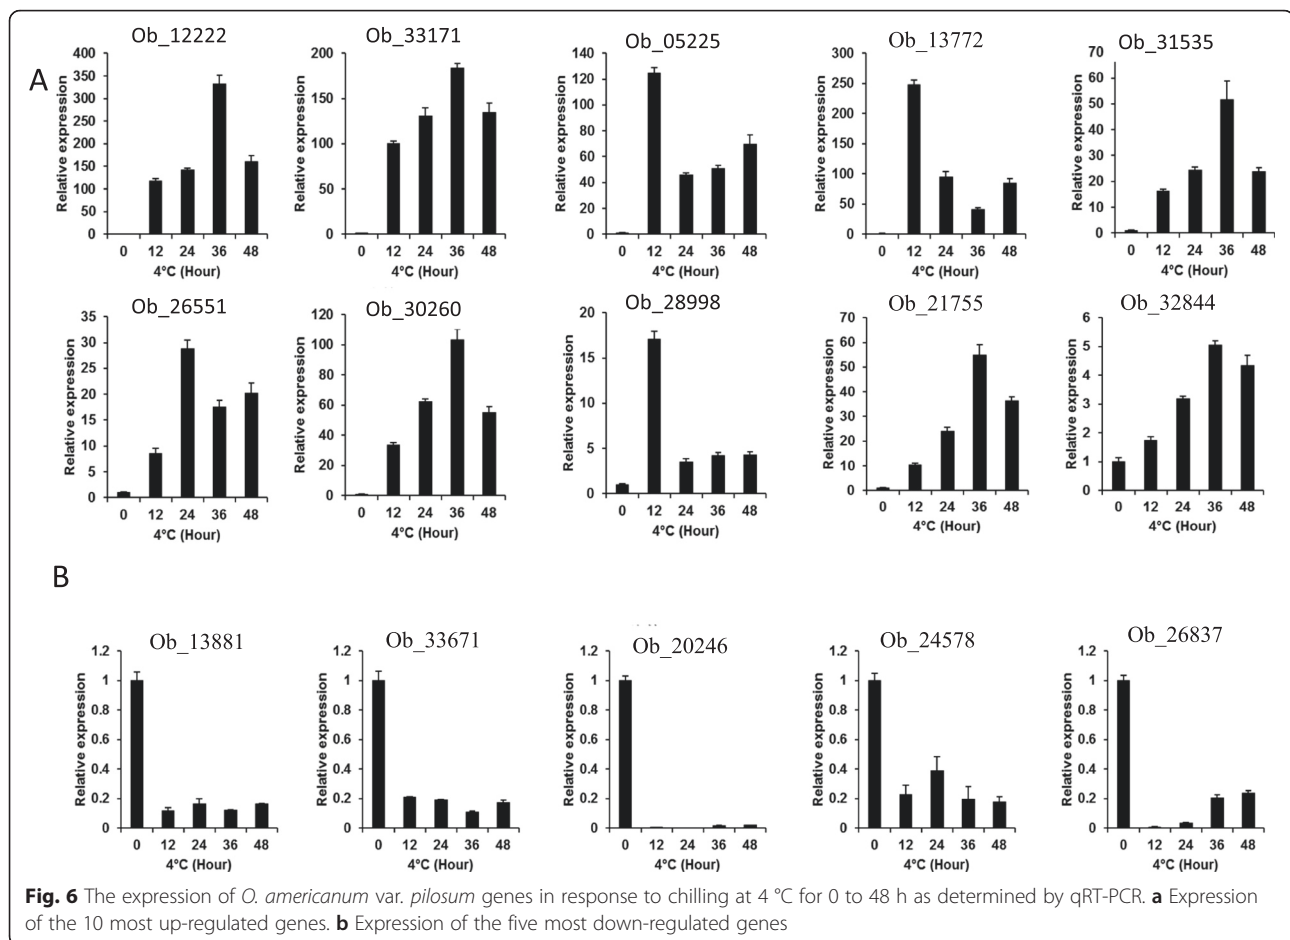 A
Ob_12222
Relative expression
400
350
300
250
200
150
100
50
0
0 12 24 36 48
4°C (Hour)
Ob_33171
Relative expression
200
150
100
50
0
0 12 24 36 48
4°C (Hour)
Ob_05225
Relative expression
140
120
100
80
60
40
20
0
0 12 24 36 48
4°C (Hour)
Ob_13772
Relative expression
300
250
200
150
100
50
0
0 12 24 36 48
4°C (Hour)
Ob_31535
Relative expression
70
60
50
40
30
20
10
0
0 12 24 36 48
4°C (Hour)
Ob_26551
Relative expression
35
30
25
20
15
10
5
0
0 12 24 36 48
4°C (Hour)
Ob_30260
Relative expression
120
100
80
60
40
20
0
0 12 24 36 48
4°C (Hour)
Ob_28998
Relative expression
20
15
10
5
0
0 12 24 36 48
4°C (Hour)
Ob_21755
Relative expression
70
60
50
40
30
20
10
0
0 12 24 36 48
4°C (Hour)
Ob_32844
Relative expression
6
5
4
3
2
1
0
0 12 24 36 48
4°C (Hour)
B
Ob_13881
Relative expression
1.2
1
0.8
0.6
0.4
0.2
0
0 12 24 36 48
4°C (Hour)
Ob_33671
Relative expression
1.2
1
0.8
0.6
0.4
0.2
0
0 12 24 36 48
4°C (Hour)
Ob_20246
Relative expression
1.2
1
0.8
0.6
0.4
0.2
0
0 12 24 36 48
4°C (Hour)
Ob_24578
Relative expression
1.2
1
0.8
0.6
0.4
0.2
0
0 12 24 36 48
4°C (Hour)
Ob_26837
Relative expression
1.2
1
0.8
0.6
0.4
0.2
0
0 12 24 36 48
4°C (Hour)
Fig. 6 The expression of O. americanum var. pilosum genes in response to chilling at 4 °C for 0 to 48 h as determined by qRT-PCR. a Expression
of the 10 most up-regulated genes. b Expression of the five most down-regulated genes